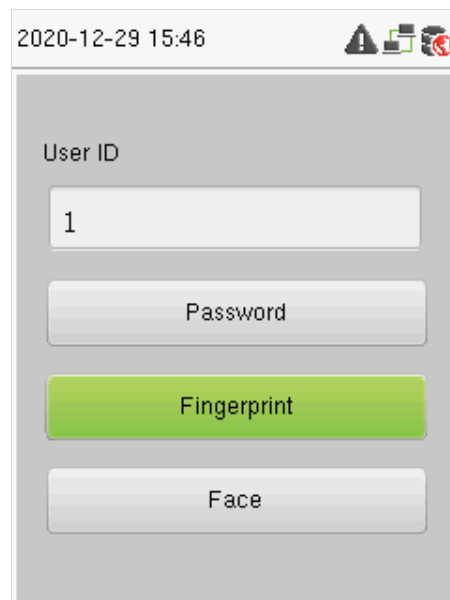 2020-12-29 15:46
User ID
1
Password
Fingerprint
Face